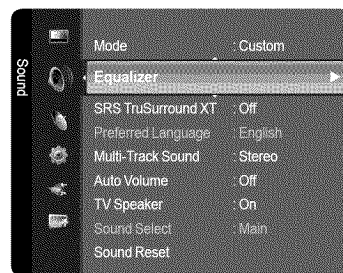 Sound
Mode : Custom
Equalizer
SRS TruSurround XT : Off
Preferred Language : English
Multi-Track Sound : Stereo
Auto Volume : Off
TV Speaker : On
Sound Select : Main
Sound Reset